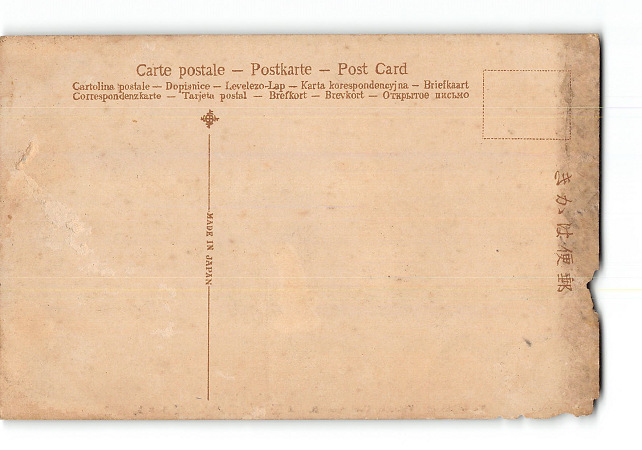 Carte postale — Postkarte — Post Card
Cartolina postale — Dopisnice — Levelezo-Lap — Karta korespondencyjna — Briefkaart
Correspondenzkarte — Tarjeta postal — Brefkort — Brevkort — Открытое письмо
MADE IN JAPAN
きかは便郵